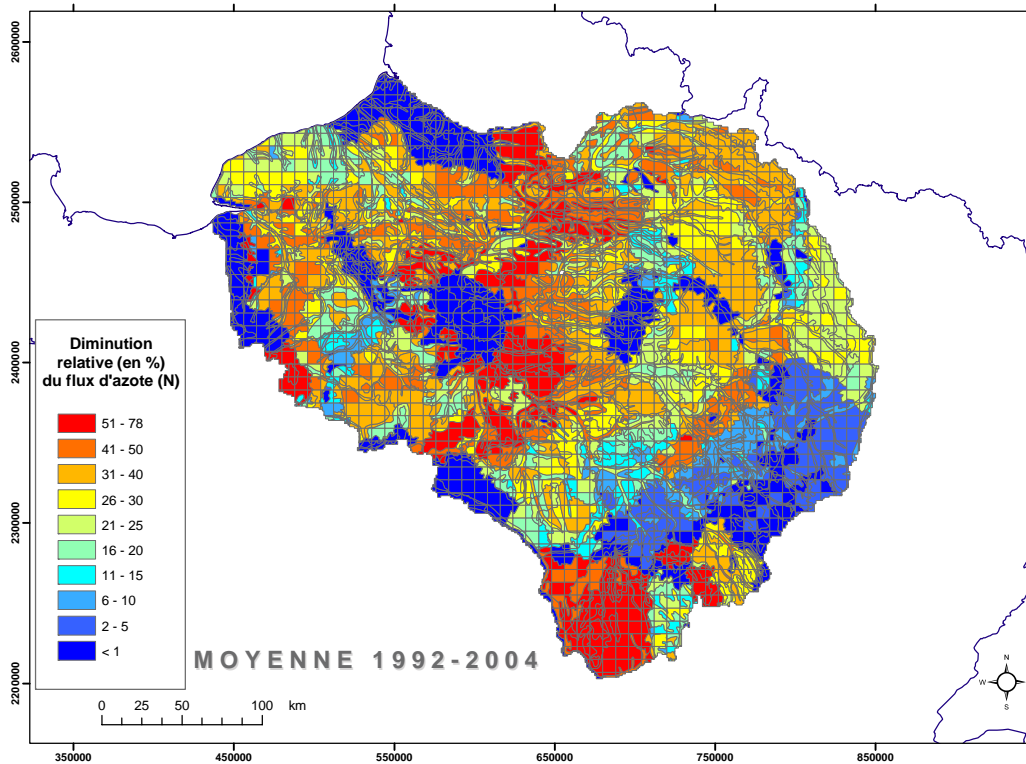 2600000
2500000
2400000
2300000
2200000
Diminution
relative (en %)
du flux d'azote (N)
51 - 78
41 - 50
31 - 40
26 - 30
21 - 25
16 - 20
11 - 15
6 - 10
2 - 5
< 1
MOYENNE 1992-2004
0 25 50 100 km
N
W E
S
350000 450000 550000 650000 750000 850000